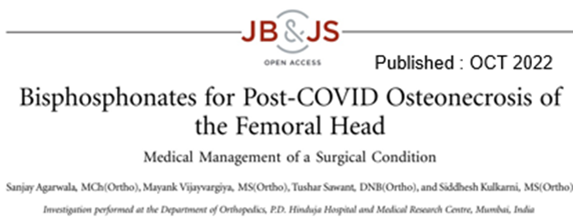 JB&JS
OPEN ACCESS
Published : OCT 2022
Bisphosphonates for Post-COVID Osteonecrosis of
the Femoral Head
Medical Management of a Surgical Condition
Sanjay Agarwala, MCh(Ortho), Mayank Vijayvargiya, MS(Ortho), Tushar Sawant, DNB(Ortho), and Siddhesh Kulkarni, MS(Ortho)
Investigation performed at the Department of Orthopedics, P.D. Hinduja Hospital and Medical Research Centre, Mumbai, India